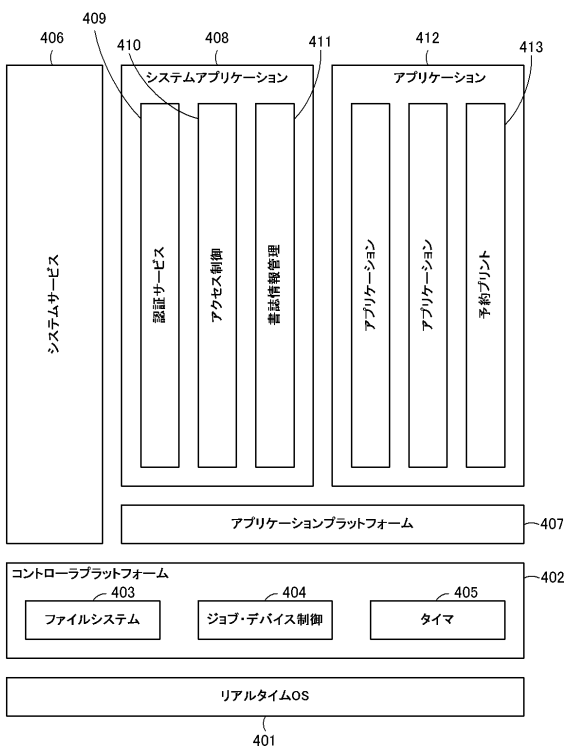 409
406
410
408
411
412
413
システムアプリケーション
アプリケーション
システムサービス
認証サービス
アクセス制御
書誌情報管理
アプリケーション
アプリケーション
予約プリント
アプリケーションプラットフォーム
407
コントローラプラットフォーム
402
403
404
405
ファイルシステム
ジョブ・デバイス制御
タイマ
リアルタイムOS
401